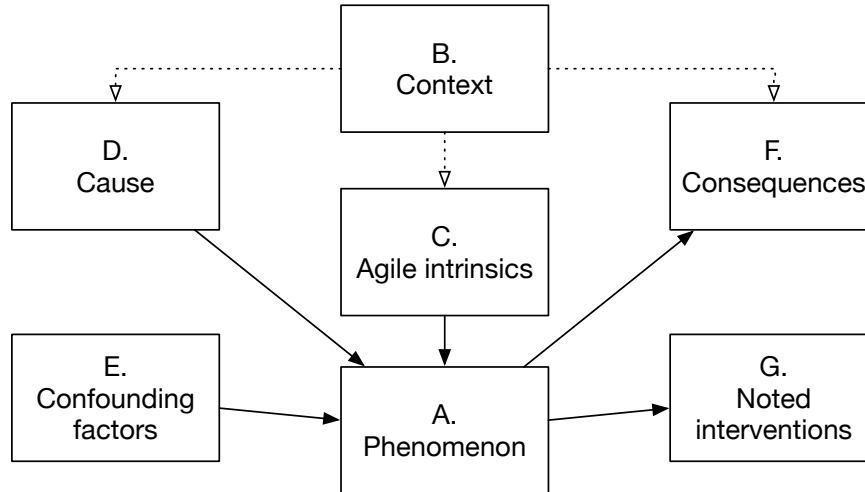 B.
Context
D.
Cause
F.
Consequences
C.
Agile intrinsics
E.
Confounding
factors
A.
Phenomenon
G.
Noted
interventions